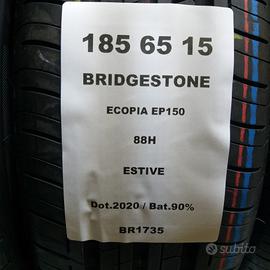 185 65 15
BRIDGESTONE
ECOPIA EP150
88H
ESTIVE
Dot.2020 / Bat.90%
BR1735
subito